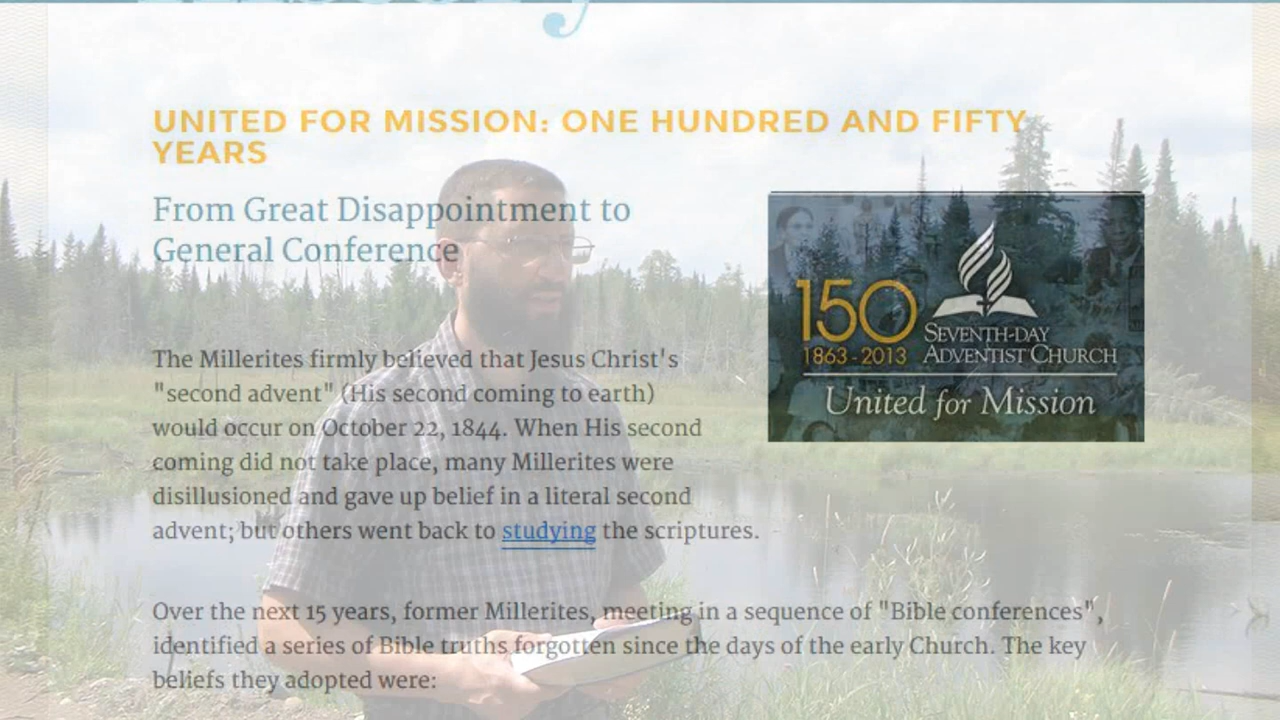 UNITED FOR MISSION: ONE HUNDRED AND FIFTY
YEARS
From Great Disappointment to
General Conference
150
1863 - 2013
SEVENTH-DAY
ADVENTIST CHURCH
United for Mission
The Millerites firmly believed that Jesus Christ's
"second advent" (His second coming to earth)
would occur on October 22, 1844. When His second
coming did not take place, many Millerites were
disillusioned and gave up belief in a literal second
advent; but others went back to studying the scriptures.
Over the next 15 years, former Millerites, meeting in a sequence of "Bible conferences",
identified a series of Bible truths forgotten since the days of the early Church. The key
beliefs they adopted were: